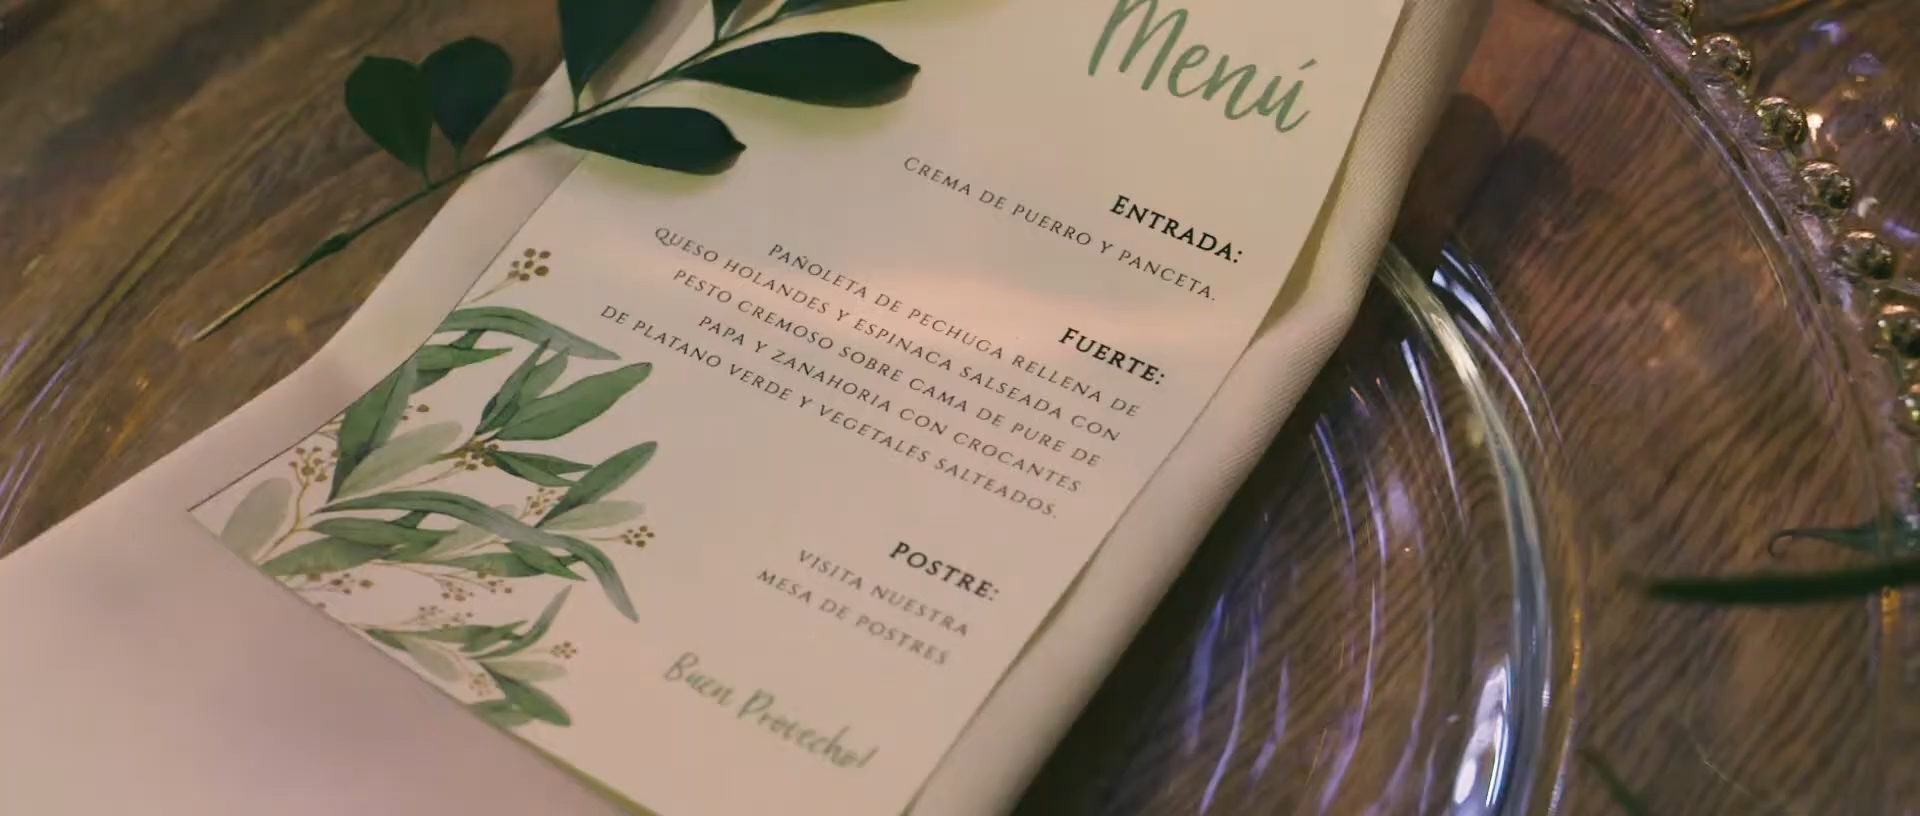 Menú
ENTRADA:
CREMA DE PUERRO Y PANCETA.
FUERTE:
PAÑOLETA DE PECHUGA RELLENA DE
QUESO HOLANDES Y ESPINACA SALSEADA CON
PESTO CREMOSO SOBRE CAMA DE PURE DE
PAPA Y ZANAHORIA CON CROCANTES
DE PLATANO VERDE Y VEGETALES SALTEADOS.
POSTRE:
VISITA NUESTRA
MESA DE POSTRES
Buen Provecho!